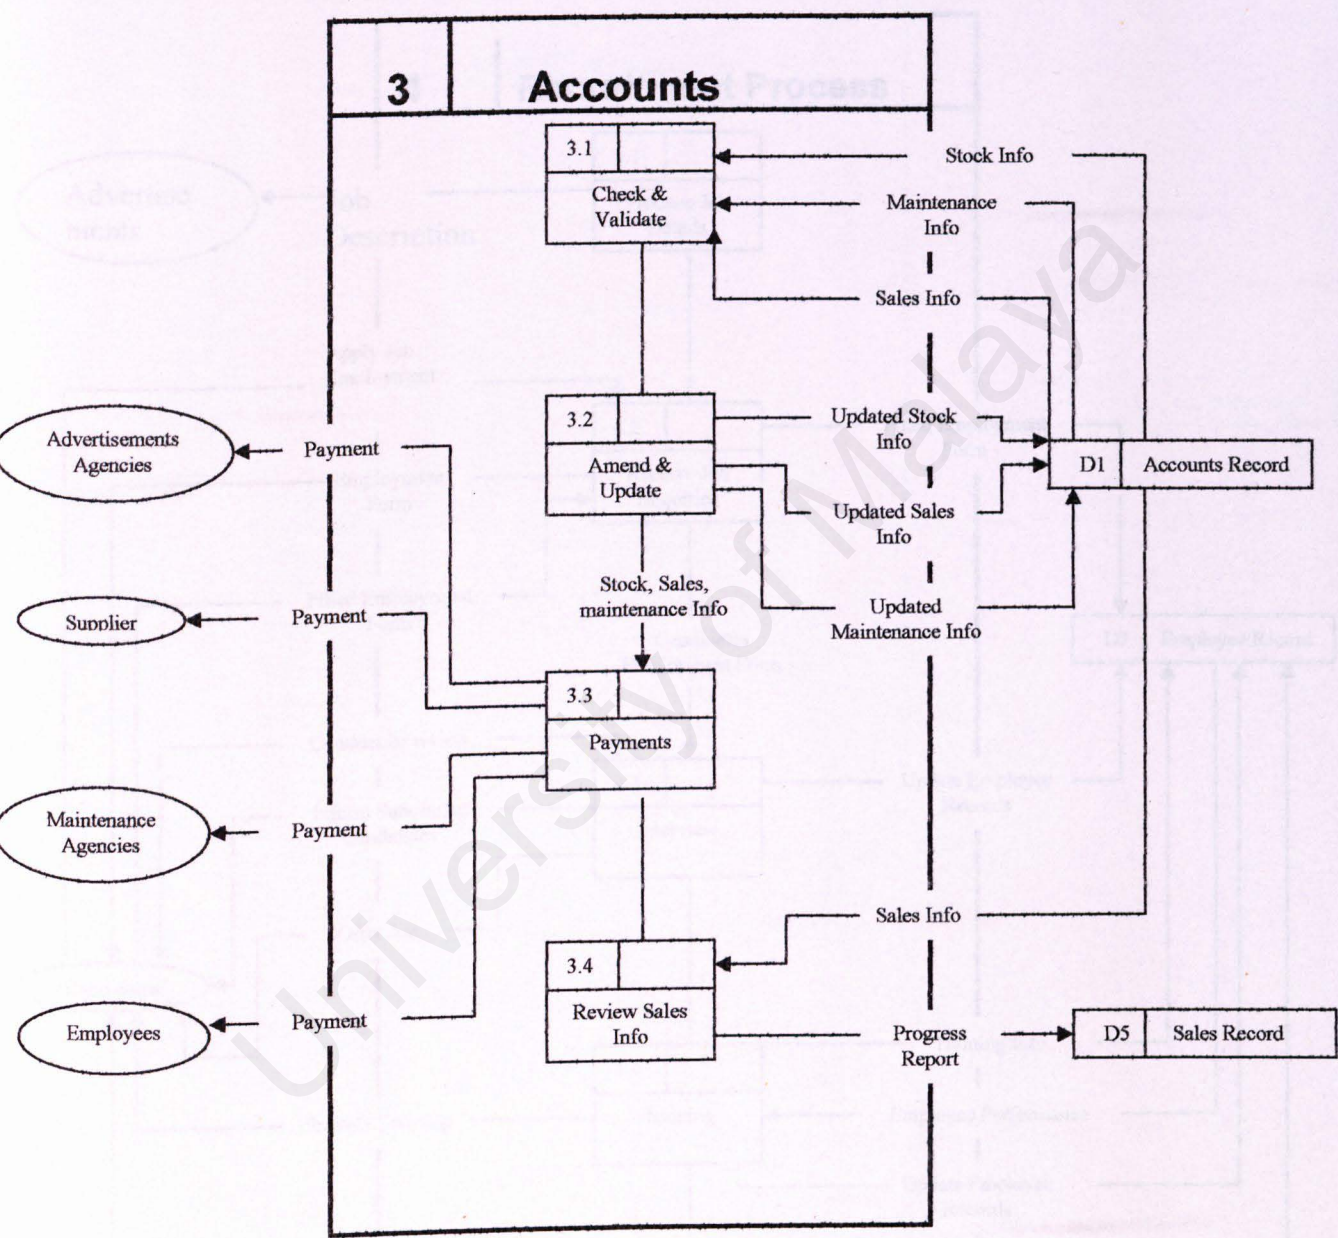 3 Accounts
3.1
Check &
Validate
Stock Info
Maintenance
Info
Sales Info
3.2
Amend &
Update
Updated Stock
Info
Updated Sales
Info
Updated
Maintenance Info
D1 Accounts Record
Advertisements
Agencies
Payment
Stock, Sales,
maintenance Info
Supplier
Payment
3.3
Payments
Maintenance
Agencies
Payment
Sales Info
3.4
Review Sales
Info
Employees
Payment
Progress
Report
D5 Sales Record
University of Malaya